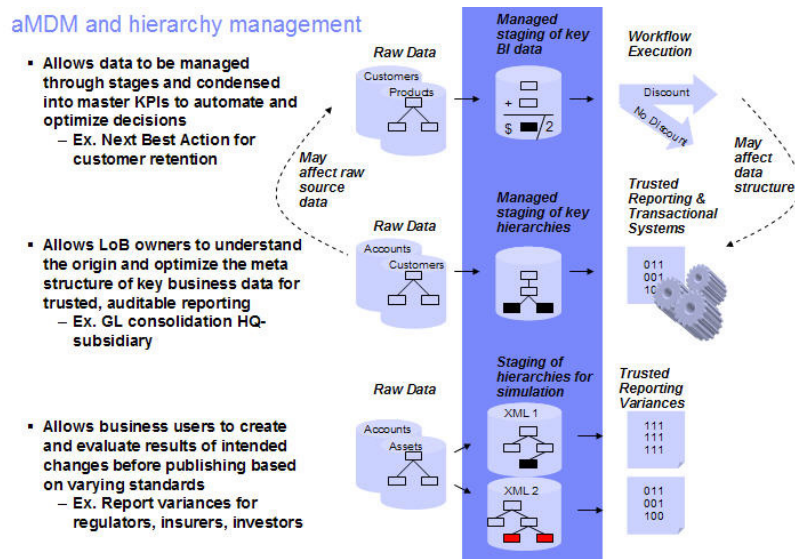 aMDM and hierarchy management
▪ Allows data to be managed
through stages and condensed
into master KPIs to automate and
optimize decisions
– Ex. Next Best Action for
customer retention
Raw Data
Customers
Products
Managed
staging of key
BI data
+
$ /2
Workflow
Execution
Discount
No Discount
May
affect raw
source
data
May
affect
data
structure
▪ Allows LoB owners to understand
the origin and optimize the meta
structure of key business data for
trusted, auditable reporting
– Ex. GL consolidation HQ-
subsidiary
Raw Data
Accounts
Customers
Managed
staging of key
hierarchies
Trusted
Reporting &
Transactional
Systems
011
001
10
▪ Allows business users to create
and evaluate results of intended
changes before publishing based
on varying standards
– Ex. Report variances for
regulators, insurers, investors
Raw Data
Accounts
Assets
Staging of
hierarchies for
simulation
XML 1
XML 2
Trusted
Reporting
Variances
111
111
111
011
001
100